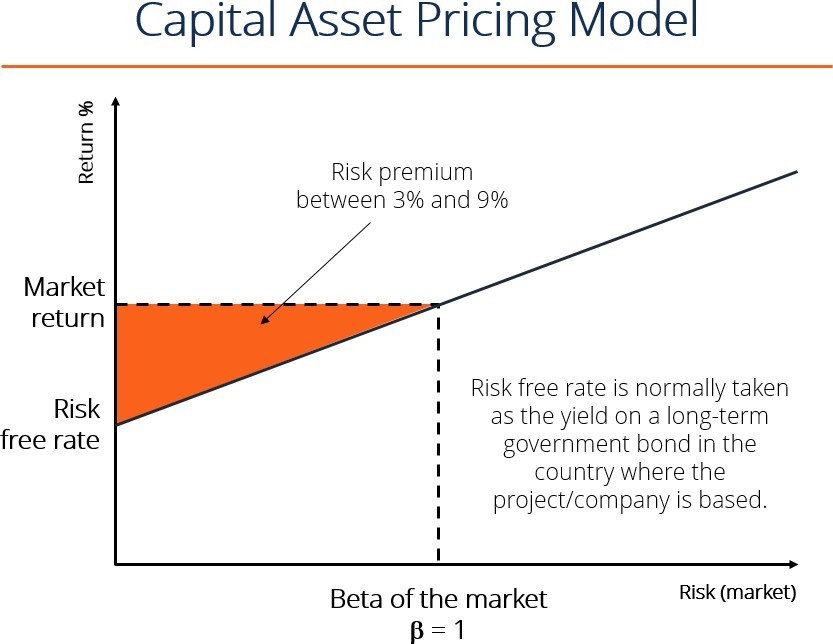 Capital Asset Pricing Model
Return %
Risk premium
between 3% and 9%
Market
return
Risk
free rate
Risk free rate is normally taken
as the yield on a long-term
government bond in the
country where the
project/company is based.
Beta of the market
β = 1
Risk (market)